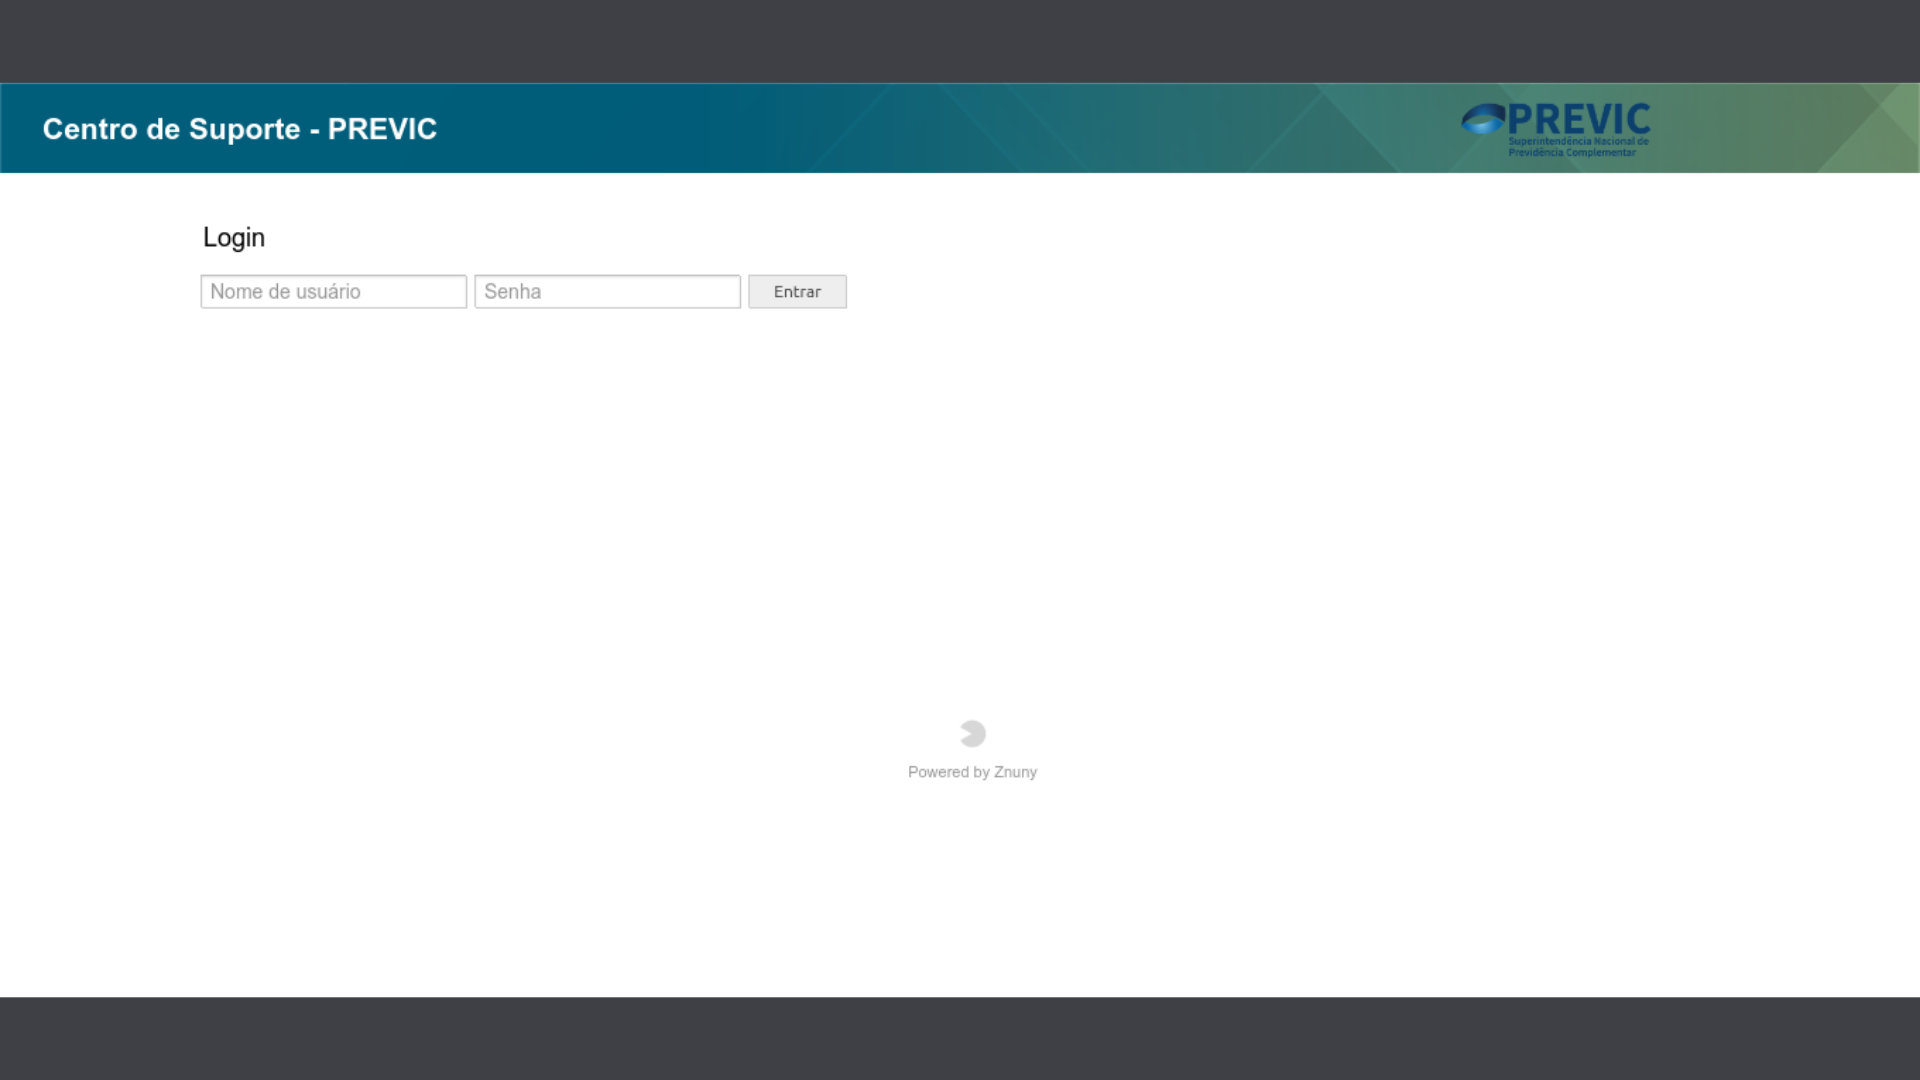 Centro de Suporte - PREVIC
PREVIC
Superintendência Nacional de
Previdência Complementar
Login
Nome de usuário
Senha
Entrar
Powered by Znuny